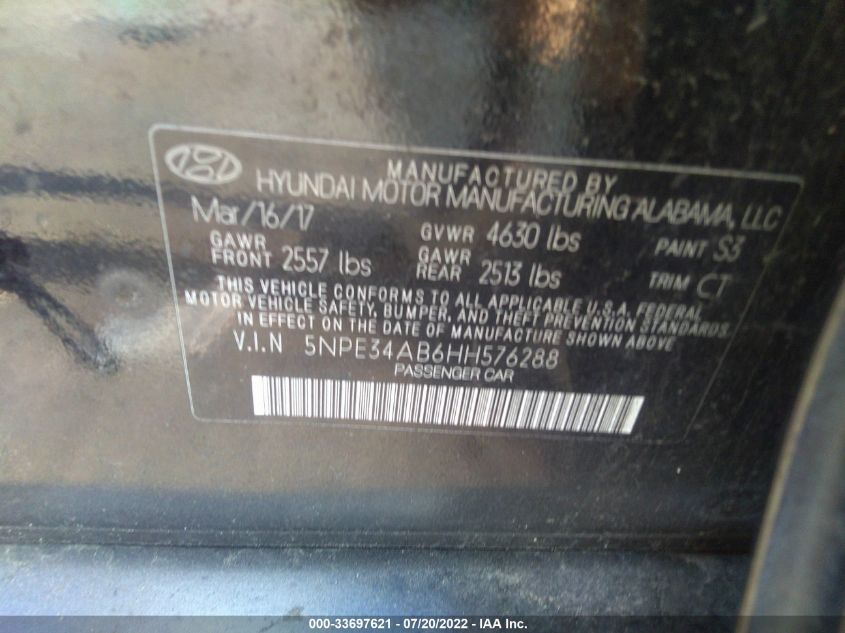 MANUFACTURED BY
HYUNDAI MOTOR MANUFACTURING ALABAMA, LLC
Mar/16/17
GVWR 4630 lbs
PAINT S3
GAWR FRONT 2557 lbs
GAWR REAR 2513 lbs
TRIM CT
THIS VEHICLE CONFORMS TO ALL APPLICABLE U.S.A. FEDERAL
MOTOR VEHICLE SAFETY, BUMPER, AND THEFT PREVENTION STANDARDS
IN EFFECT ON THE DATE OF MANUFACTURE SHOWN ABOVE
V.I.N 5NPE34AB6HH576288
PASSENGER CAR
000-33697621 - 07/20/2022 - IAA Inc.